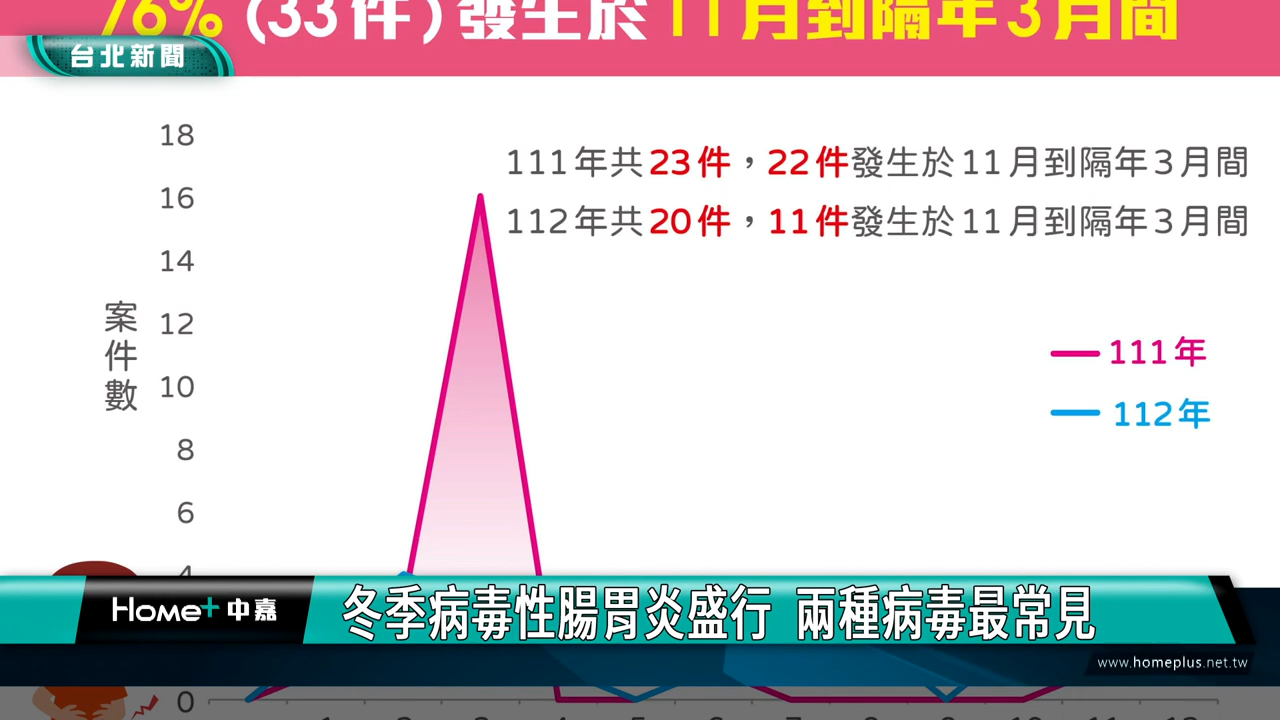 76% (33件) 發生於 11月到隔年3月間
台北新聞
18
111年共23件，22件發生於11月到隔年3月間
16
112年共20件，11件發生於11月到隔年3月間
14
案件數
12
111年
10
112年
8
6
4
Home+中嘉
冬季病毒性腸胃炎盛行 兩種病毒最常見
www.homeplus.net.tw
0